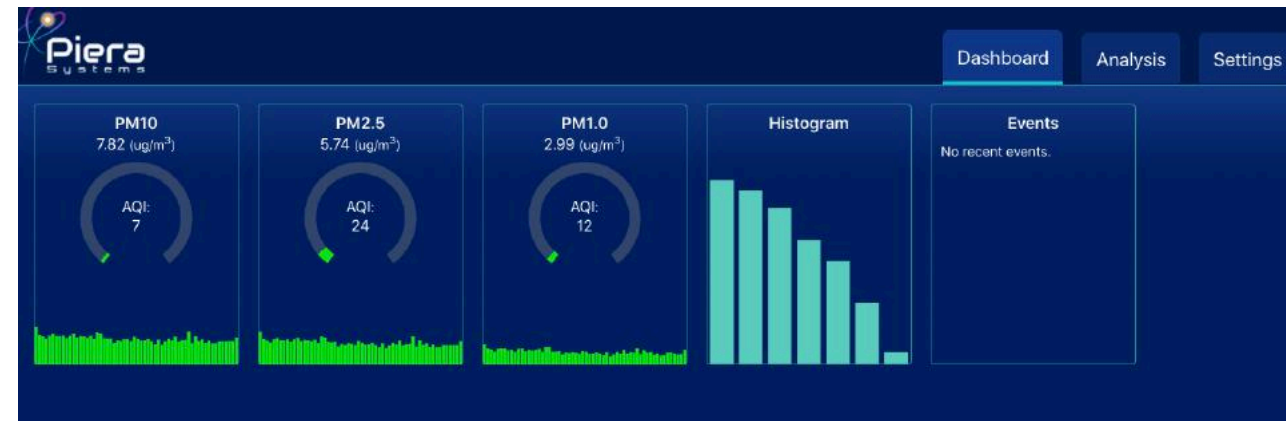 Piera
Systems
Dashboard
Analysis
Settings
PM10
7.82 (ug/m³)
AQI:
7
PM2.5
5.74 (ug/m³)
AQI:
24
PM1.0
2.99 (ug/m³)
AQI:
12
Histogram
Events
No recent events.